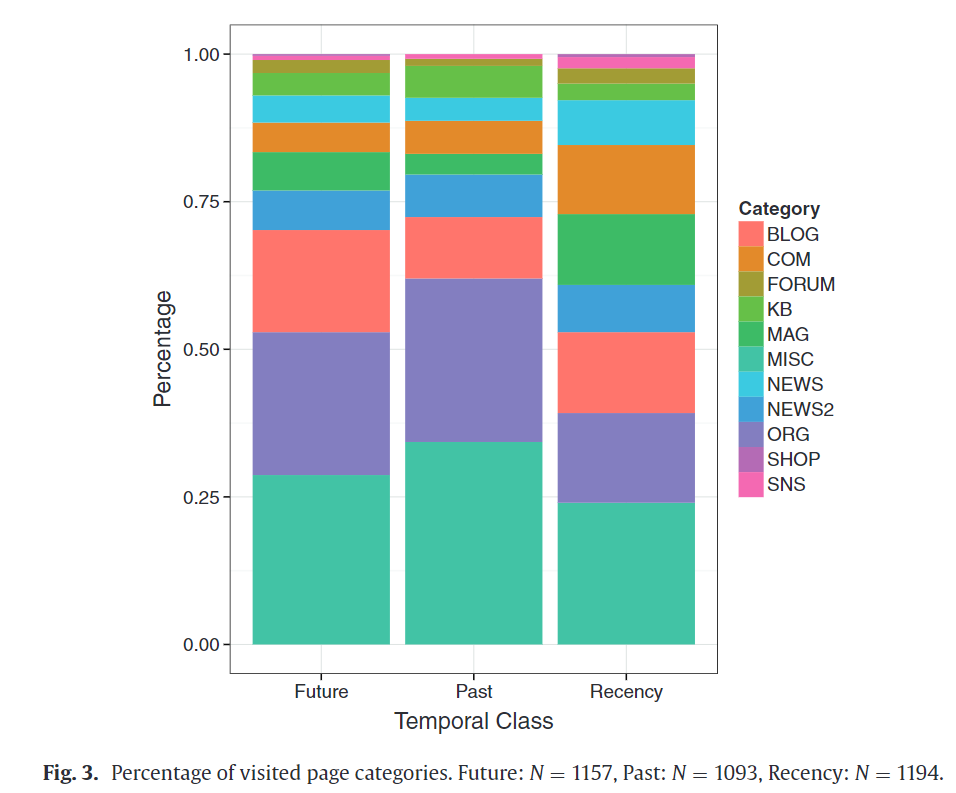 1.00
0.75
0.50
0.25
0.00
Percentage
Future
Past
Recency
Temporal Class
Category
BLOG
COM
FORUM
KB
MAG
MISC
NEWS
NEWS2
ORG
SHOP
SNS
Fig. 3. Percentage of visited page categories. Future: N = 1157, Past: N = 1093, Recency: N = 1194.